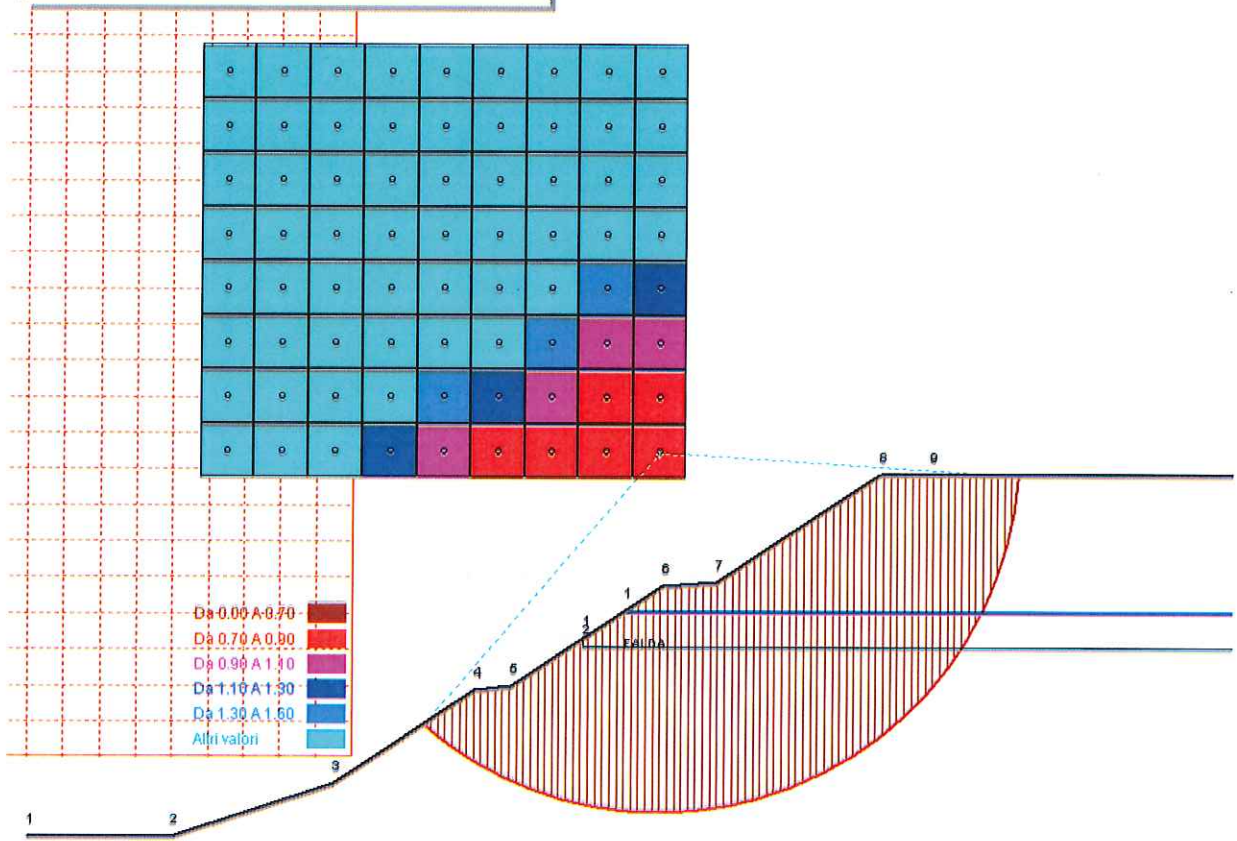 8 9
6 7
1
1
2
FALDA
4 5
3
1 2
Da 0.00 A 0.70
Da 0.70 A 0.90
Da 0.90 A 1.10
Da 1.10 A 1.30
Da 1.30 A 1.60
Altri valori